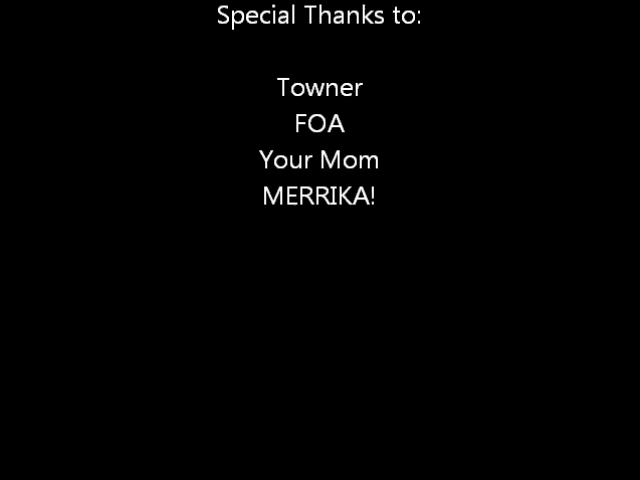 Special Thanks to:
Towner
FOA
Your Mom
MERRIKA!